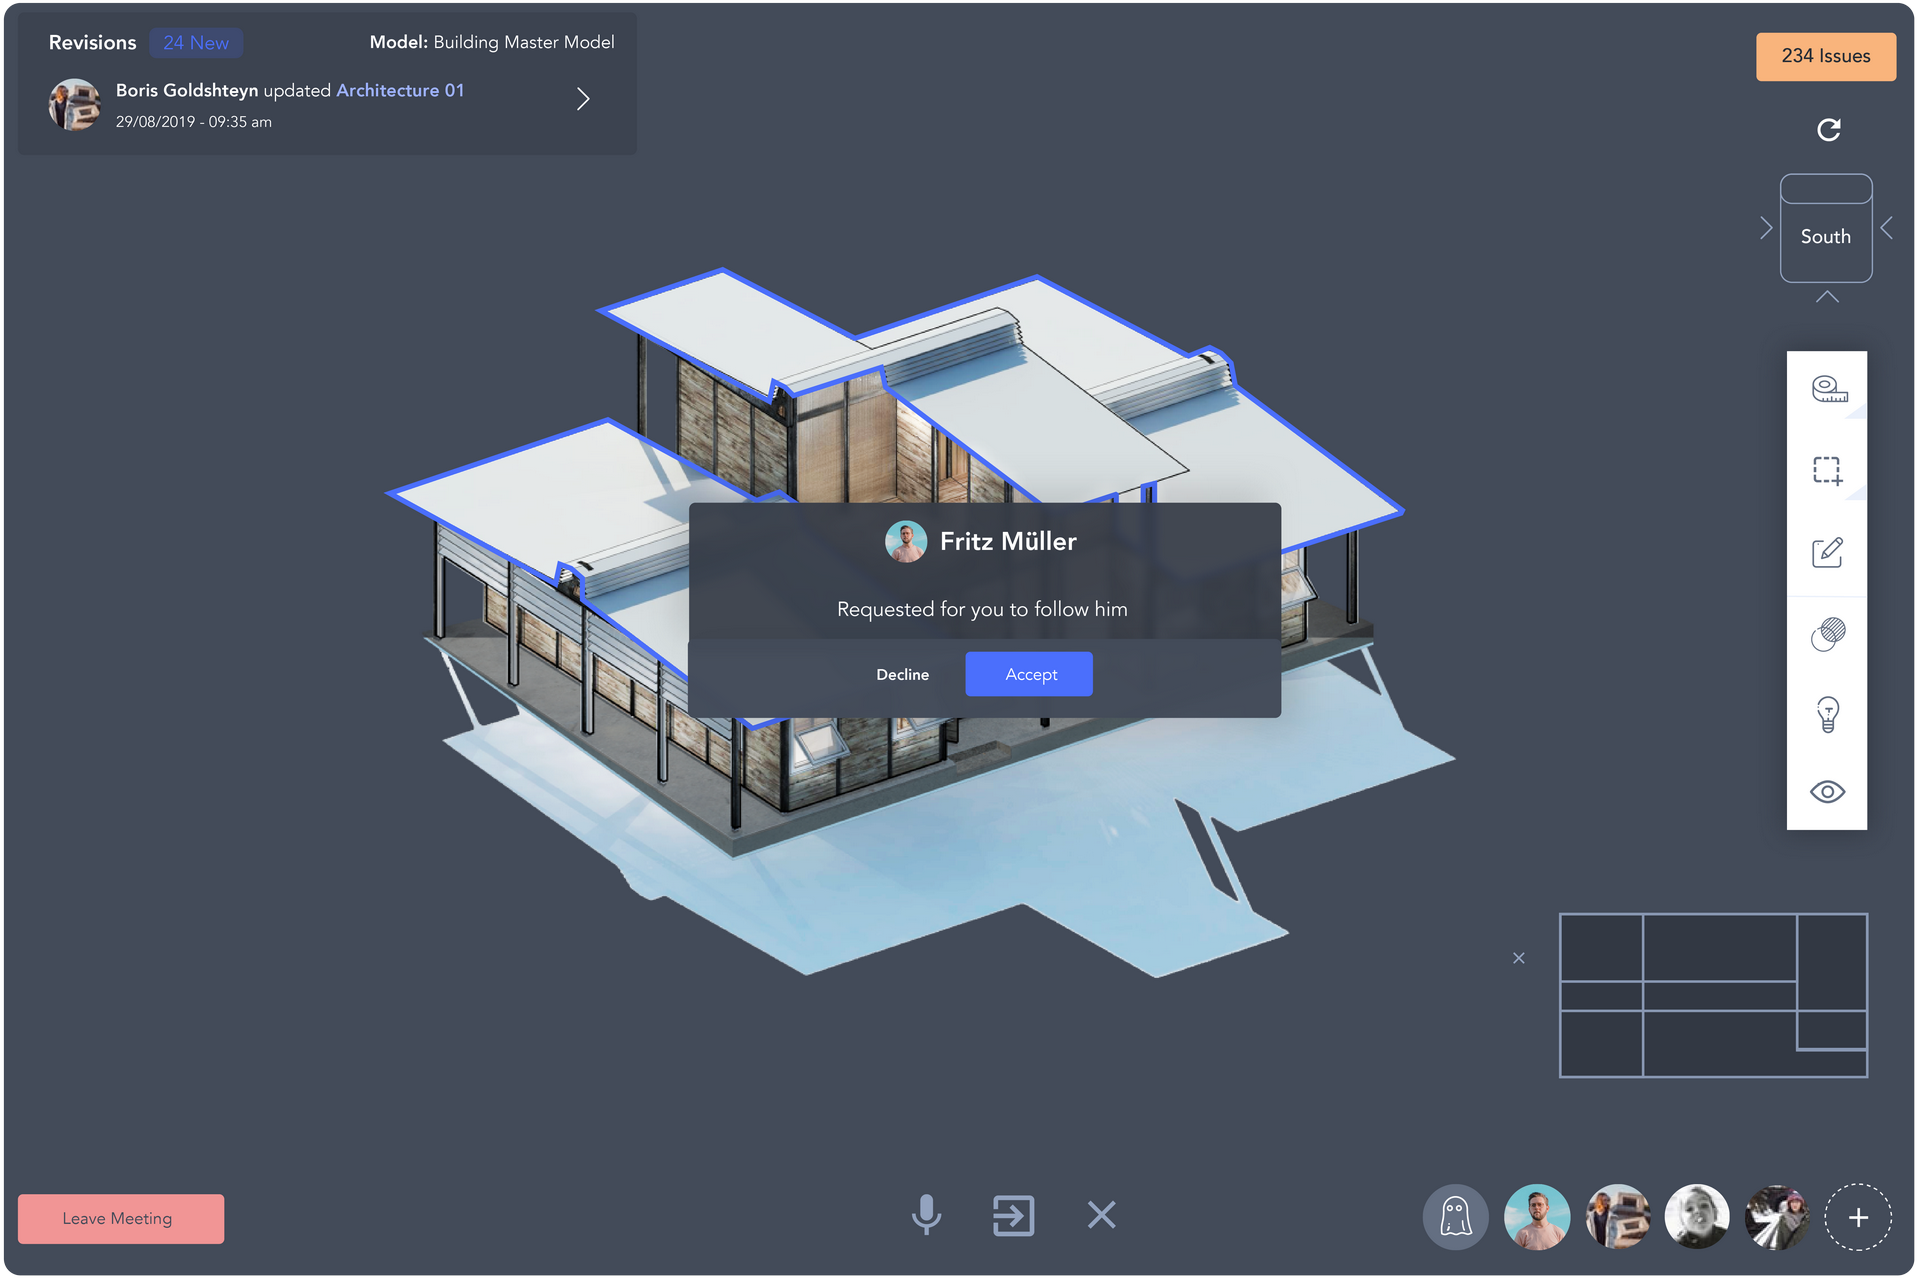 Revisions 24 New Model: Building Master Model
Boris Goldshteyn updated Architecture 01
29/08/2019 - 09:35 am
234 Issues
South
Fritz Müller
Requested for you to follow him
Decline Accept
Leave Meeting